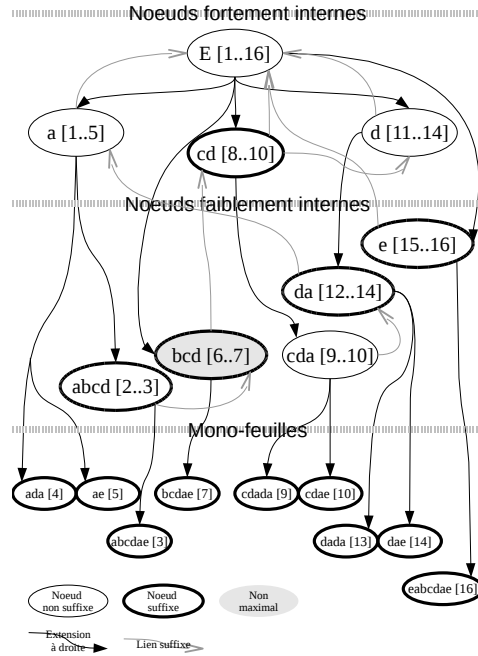 Noeuds fortement internes
E [1..16]
a [1..5]
cd [8..10]
d [11..14]
Noeuds faiblement internes
e [15..16]
da [12..14]
bcd [6..7]
cda [9..10]
abcd [2..3]
Mono-feuilles
ada [4]
ae [5]
bcdae [7]
cdada [9]
cdae [10]
abcdae [3]
dada [13]
dae [14]
eabcdae [16]
Noeud
non suffixe
Noeud
suffixe
Non
maximal
Extension
à droite
Lien suffixe